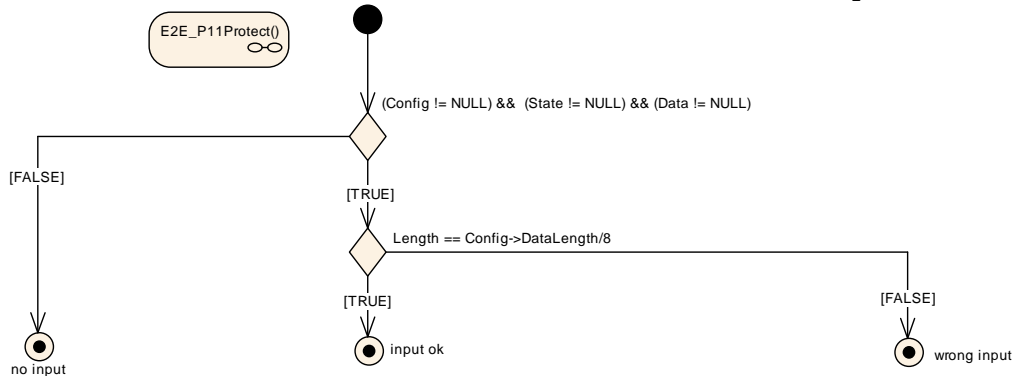 E2E_P11Protect()
(Config != NULL) && (State != NULL) && (Data != NULL)
[FALSE]
[TRUE]
Length == Config->DataLength/8
[TRUE]
[FALSE]
no input
input ok
wrong input